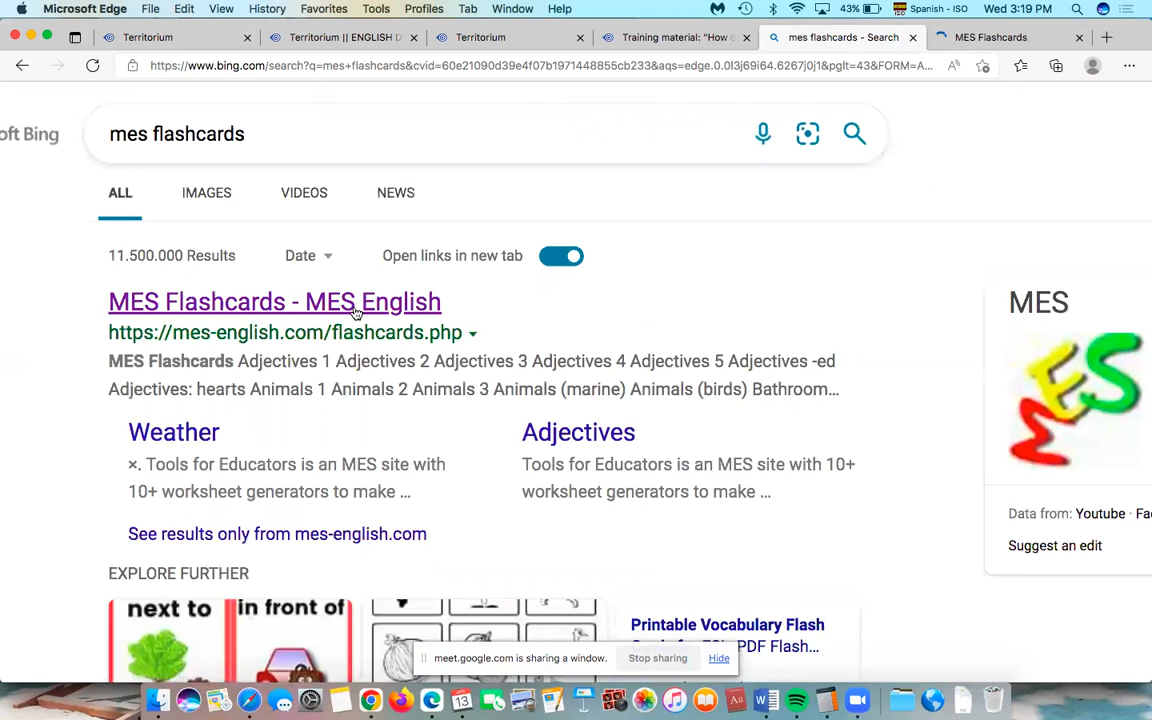 Microsoft Edge File Edit View History Favorites Tools Profiles Tab Window Help 43% Spanish - ISO Wed 3:19 PM
Territorium Territorium || ENGLISH D Territorium Training material: "How c mes flashcards - Search MES Flashcards
https://www.bing.com/search?q=mes+flashcards&cvid=60e21090d39e4f07b1971448855cb233&aqs=edge.0.0l3j69i64.6267j0j1&pglt=43&FORM=A...
oft Bing
mes flashcards
ALL IMAGES VIDEOS NEWS
11.500.000 Results Date Open links in new tab
MES Flashcards - MES English
https://mes-english.com/flashcards.php
MES Flashcards Adjectives 1 Adjectives 2 Adjectives 3 Adjectives 4 Adjectives 5 Adjectives -ed
Adjectives: hearts Animals 1 Animals 2 Animals 3 Animals (marine) Animals (birds) Bathroom...
MES
MES
Weather Adjectives
×. Tools for Educators is an MES site with Tools for Educators is an MES site with 10+
10+ worksheet generators to make ... worksheet generators to make ...
Data from: Youtube · Fa
See results only from mes-english.com
Suggest an edit
EXPLORE FURTHER
next to in front of
Printable Vocabulary Flash
PDF Flash...
meet.google.com is sharing a window. Stop sharing Hide
13
Aa